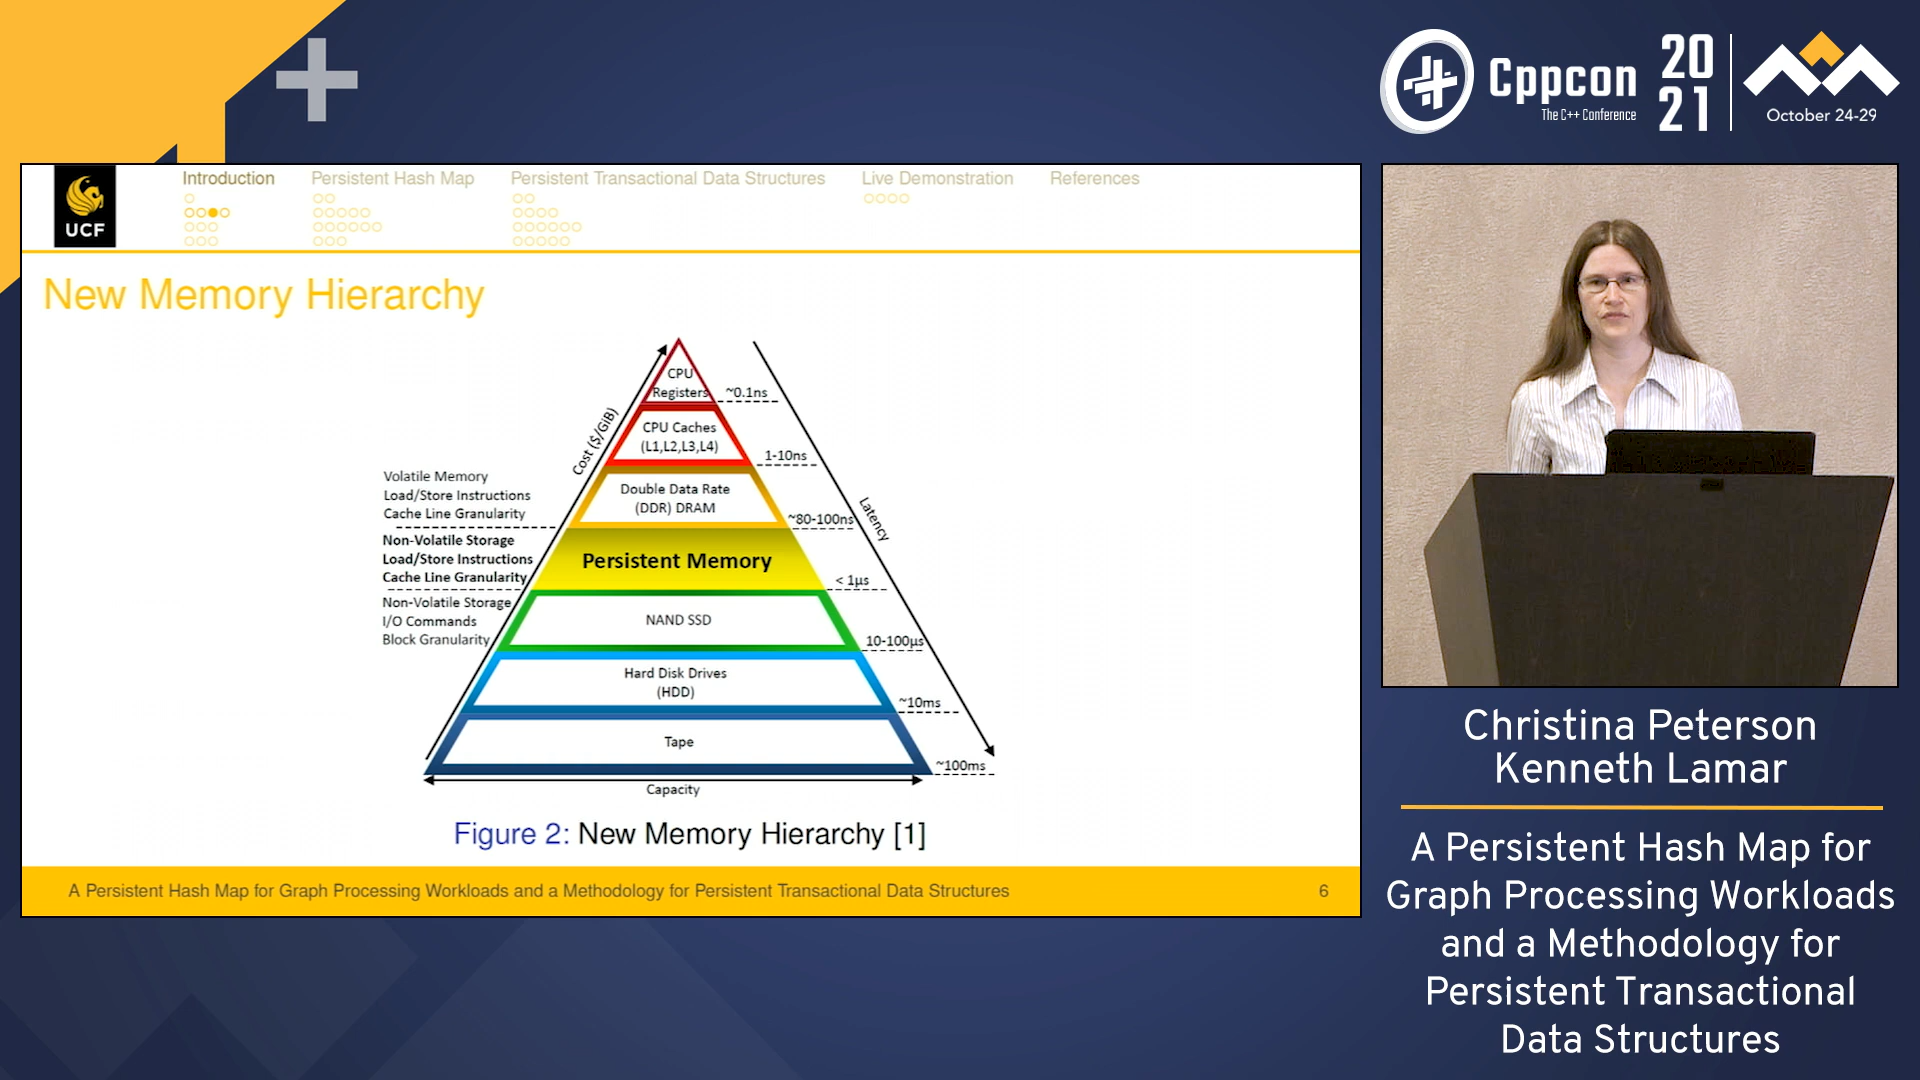 Cppcon
The C++ Conference
20
21
October 24-29
UCF
Introduction
Persistent Hash Map
Persistent Transactional Data Structures
Live Demonstration
References
New Memory Hierarchy
CPU
Registers
~0.1ns
CPU Caches
(L1,L2,L3,L4)
1-10ns
Cost ($/GiB)
Double Data Rate
(DDR) DRAM
~80-100ns
Latency
Volatile Memory
Load/Store Instructions
Cache Line Granularity
Non-Volatile Storage
Load/Store Instructions
Cache Line Granularity
Persistent Memory
< 1µs
Non-Volatile Storage
I/O Commands
Block Granularity
NAND SSD
10-100µs
Hard Disk Drives
(HDD)
~10ms
Tape
~100ms
Capacity
Figure 2: New Memory Hierarchy [1]
A Persistent Hash Map for Graph Processing Workloads and a Methodology for Persistent Transactional Data Structures
6
Christina Peterson
Kenneth Lamar
A Persistent Hash Map for
Graph Processing Workloads
and a Methodology for
Persistent Transactional
Data Structures